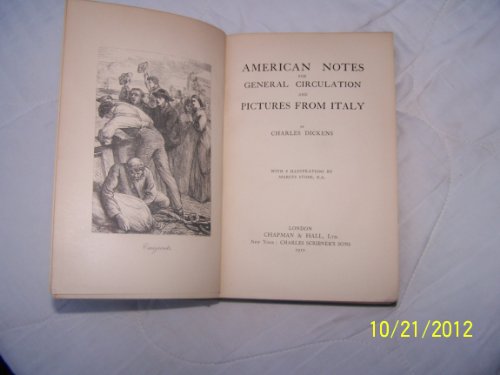 Emigrants
AMERICAN NOTES
FOR
GENERAL CIRCULATION
AND
PICTURES FROM ITALY
BY
CHARLES DICKENS
WITH 8 ILLUSTRATIONS BY
MARCUS STONE, R.A.
LONDON
CHAPMAN & HALL, LTD.
NEW YORK: CHARLES SCRIBNER'S SONS
1910
10/21/2012